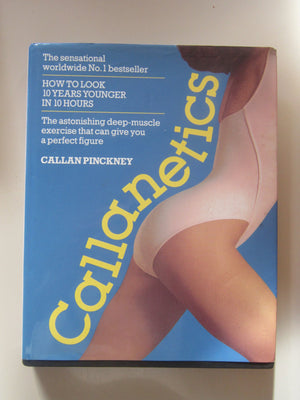 The sensational
worldwide No. 1 bestseller
HOW TO LOOK
10 YEARS YOUNGER
IN 10 HOURS
The astonishing deep-muscle
exercise that can give you
a perfect figure
CALLAN PINCKNEY
Callanetics